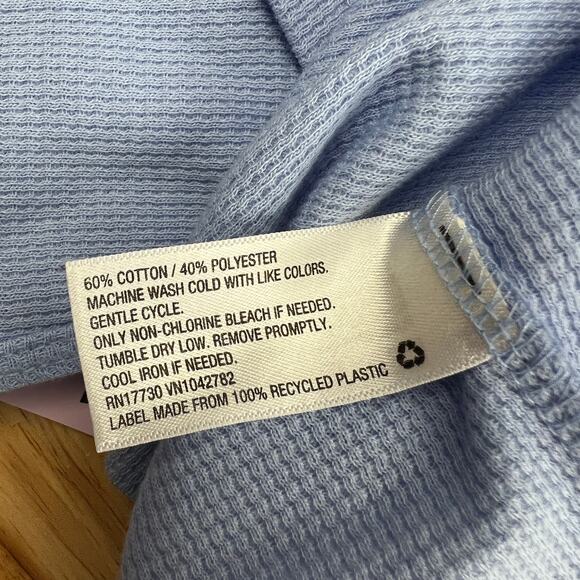 60% COTTON / 40% POLYESTER
MACHINE WASH COLD WITH LIKE COLORS.
GENTLE CYCLE.
ONLY NON-CHLORINE BLEACH IF NEEDED.
TUMBLE DRY LOW. REMOVE PROMPTLY.
COOL IRON IF NEEDED.
RN17730 VN1042782
LABEL MADE FROM 100% RECYCLED PLASTIC